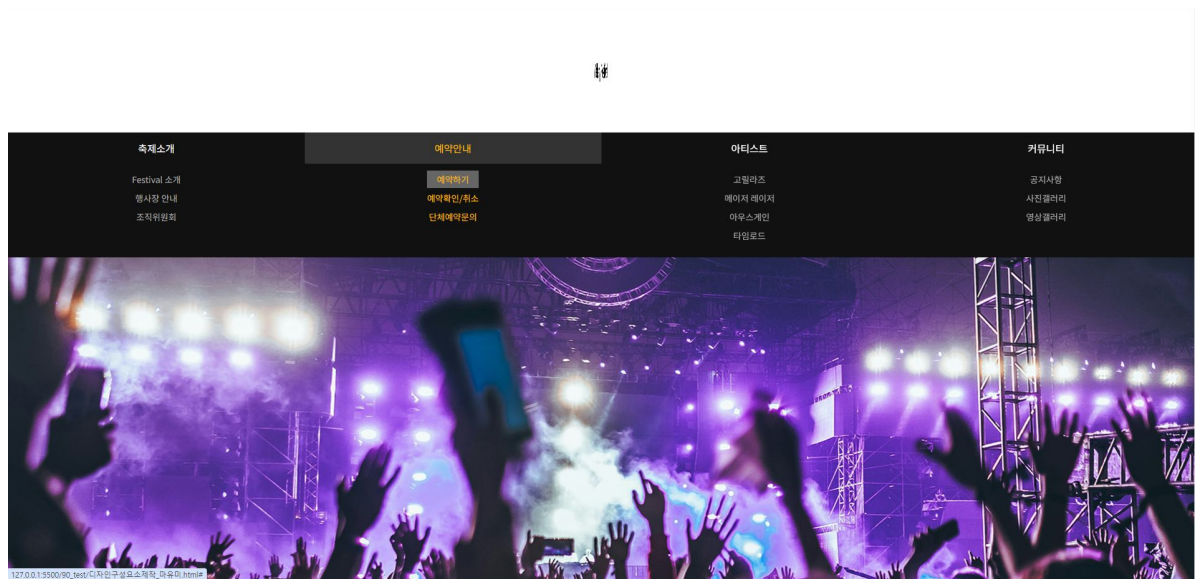 축제소개
예약안내
아티스트
커뮤니티
Festival 소개
예약하기
고릴라즈
공지사항
행사장 안내
예약확인/취소
메이저 레이저
사진갤러리
조직위원회
단체예약문의
아우스게인
영상갤러리
타임로드
127.0.0.1:5500/90_test/디자인구성요소제작_마유미.html#